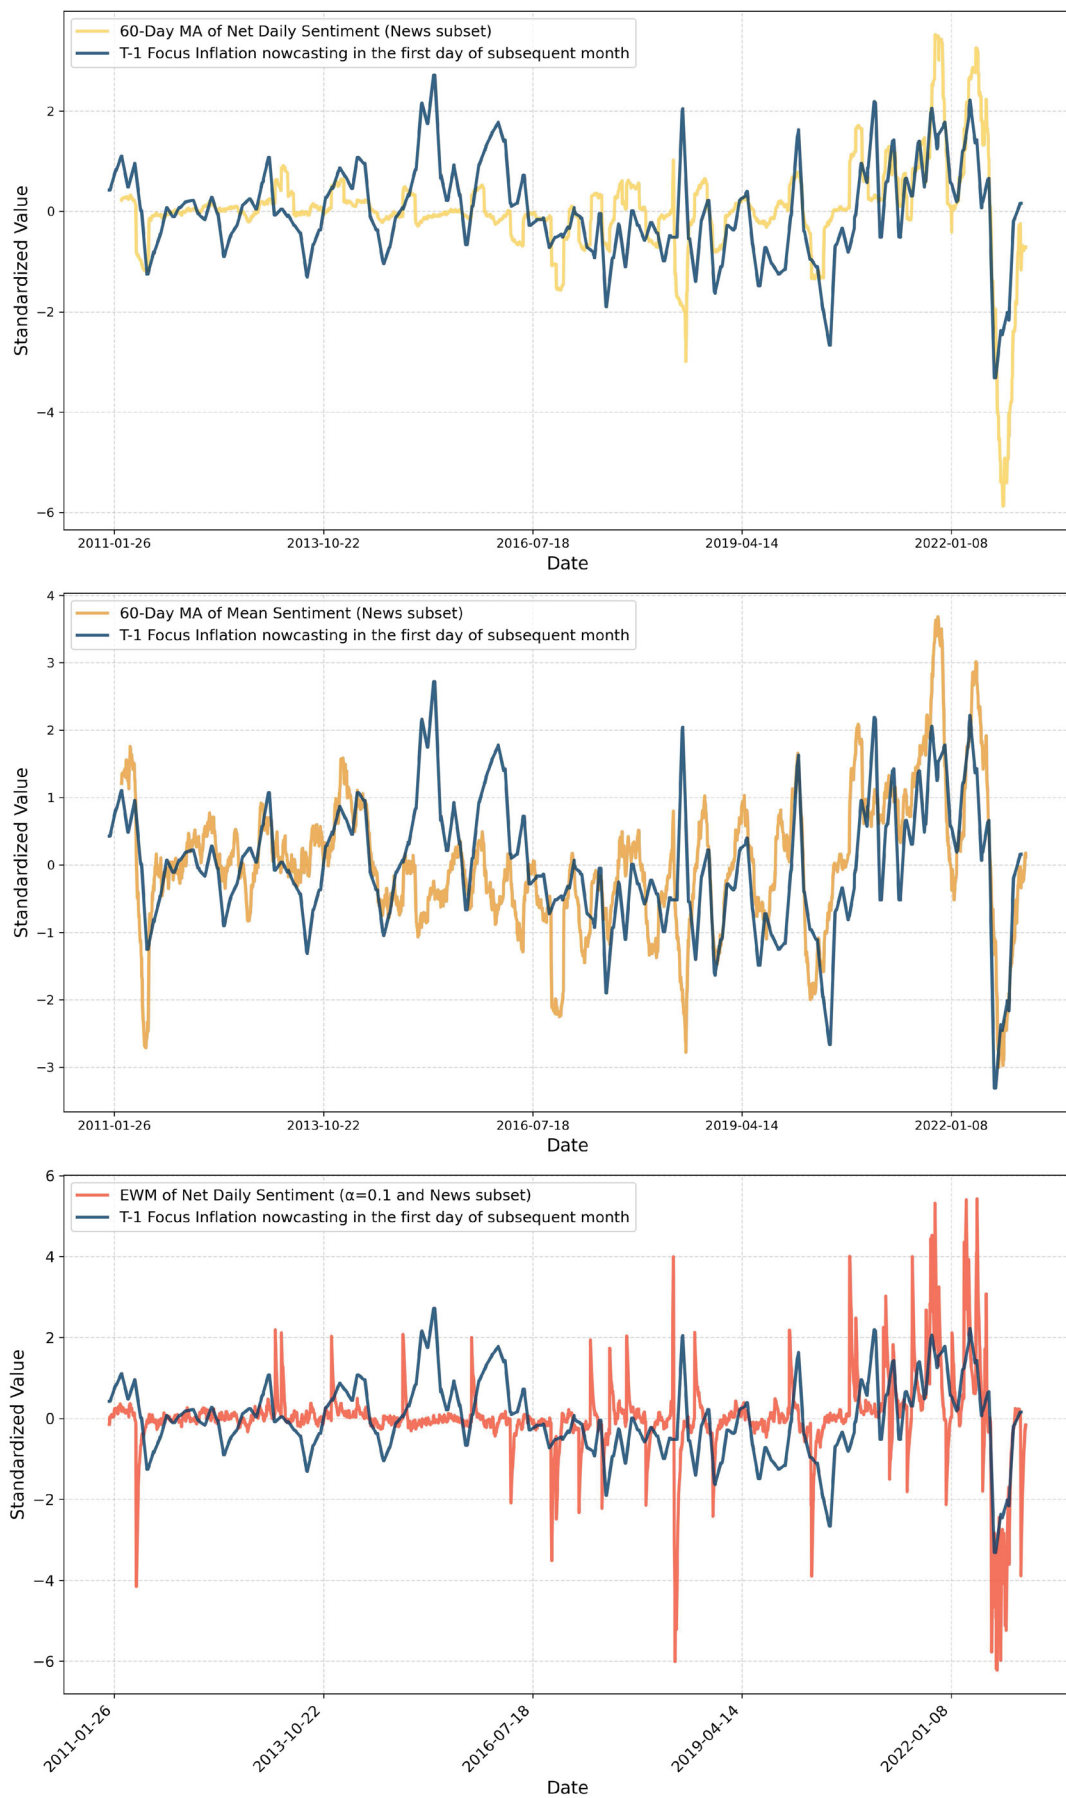 60-Day MA of Net Daily Sentiment (News subset)
T-1 Focus Inflation nowcasting in the first day of subsequent month
Standardized Value
2
0
−2
−4
−6
2011-01-26 2013-10-22 2016-07-18 2019-04-14 2022-01-08
Date
60-Day MA of Mean Sentiment (News subset)
T-1 Focus Inflation nowcasting in the first day of subsequent month
Standardized Value
4
3
2
1
0
−1
−2
−3
2011-01-26 2013-10-22 2016-07-18 2019-04-14 2022-01-08
Date
EWM of Net Daily Sentiment (α=0.1 and News subset)
T-1 Focus Inflation nowcasting in the first day of subsequent month
Standardized Value
6
4
2
0
−2
−4
−6
2011-01-26 2013-10-22 2016-07-18 2019-04-14 2022-01-08
Date